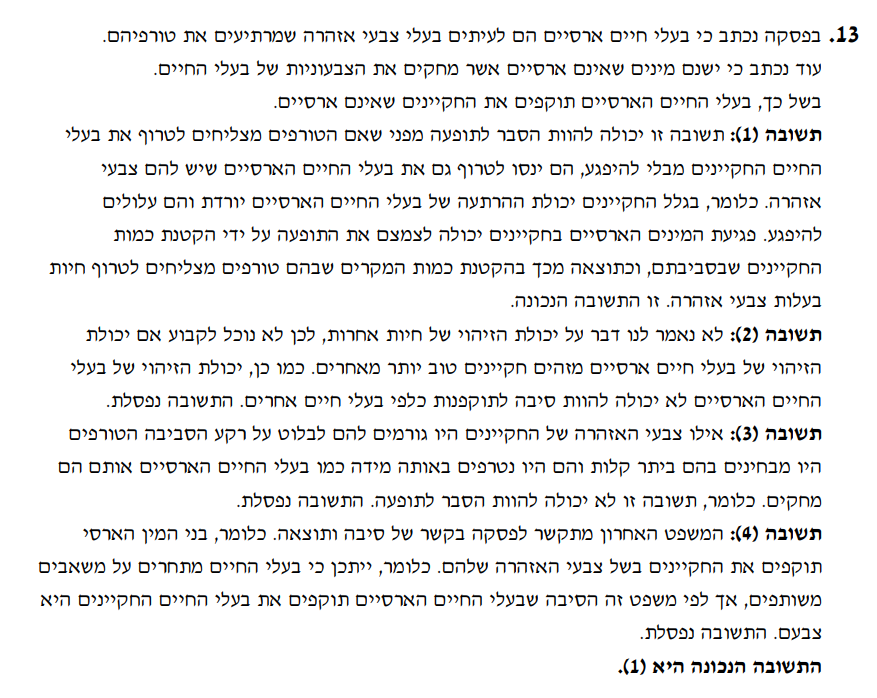 13. בפסקה נכתב כי בעלי חיים ארסיים הם לעיתים בעלי צבעי אזהרה שמרתיעים את טורפיהם.
עוד נכתב כי ישנם מינים שאינם ארסיים אשר מחקים את הצבעוניות של בעלי החיים.
בשל כך, בעלי החיים הארסיים תוקפים את החקיינים שאינם ארסיים.
תשובה (1): תשובה זו יכולה להוות הסבר לתופעה מפני שאם הטורפים מצליחים לטרוף את בעלי
החיים החקיינים מבלי להיפגע, הם ינסו לטרוף גם את בעלי החיים הארסיים שיש להם צבעי
אזהרה. כלומר, בגלל החקיינים יכולת ההרתעה של בעלי החיים הארסיים יורדת והם עלולים
להיפגע. פגיעת המינים הארסיים בחקיינים יכולה לצמצם את התופעה על ידי הקטנת כמות
החקיינים שבסביבתם, וכתוצאה מכך בהקטנת כמות המקרים שבהם טורפים מצליחים לטרוף חיות
בעלות צבעי אזהרה. זו התשובה הנכונה.
תשובה (2): לא נאמר לנו דבר על יכולת הזיהוי של חיות אחרות, לכן לא נוכל לקבוע אם יכולת
הזיהוי של בעלי חיים ארסיים מזהים חקיינים טוב יותר מאחרים. כמו כן, יכולת הזיהוי של בעלי
החיים הארסיים לא יכולה להוות סיבה לתוקפנות כלפי בעלי חיים אחרים. התשובה נפסלת.
תשובה (3): אילו צבעי האזהרה של החקיינים היו גורמים להם לבלוט על רקע הסביבה הטורפים
היו מבחינים בהם ביתר קלות והם היו נטרפים באותה מידה כמו בעלי החיים הארסיים אותם הם
מחקים. כלומר, תשובה זו לא יכולה להוות הסבר לתופעה. התשובה נפסלת.
תשובה (4): המשפט האחרון מתקשר לפסקה בקשר של סיבה ותוצאה. כלומר, בני המין הארסי
תוקפים את החקיינים בשל צבעי האזהרה שלהם. כלומר, ייתכן כי בעלי החיים מתחרים על משאבים
משותפים, אך לפי משפט זה הסיבה שבעלי החיים הארסיים תוקפים את בעלי החיים החקיינים היא
צבעם. התשובה נפסלת.
התשובה הנכונה היא (1).